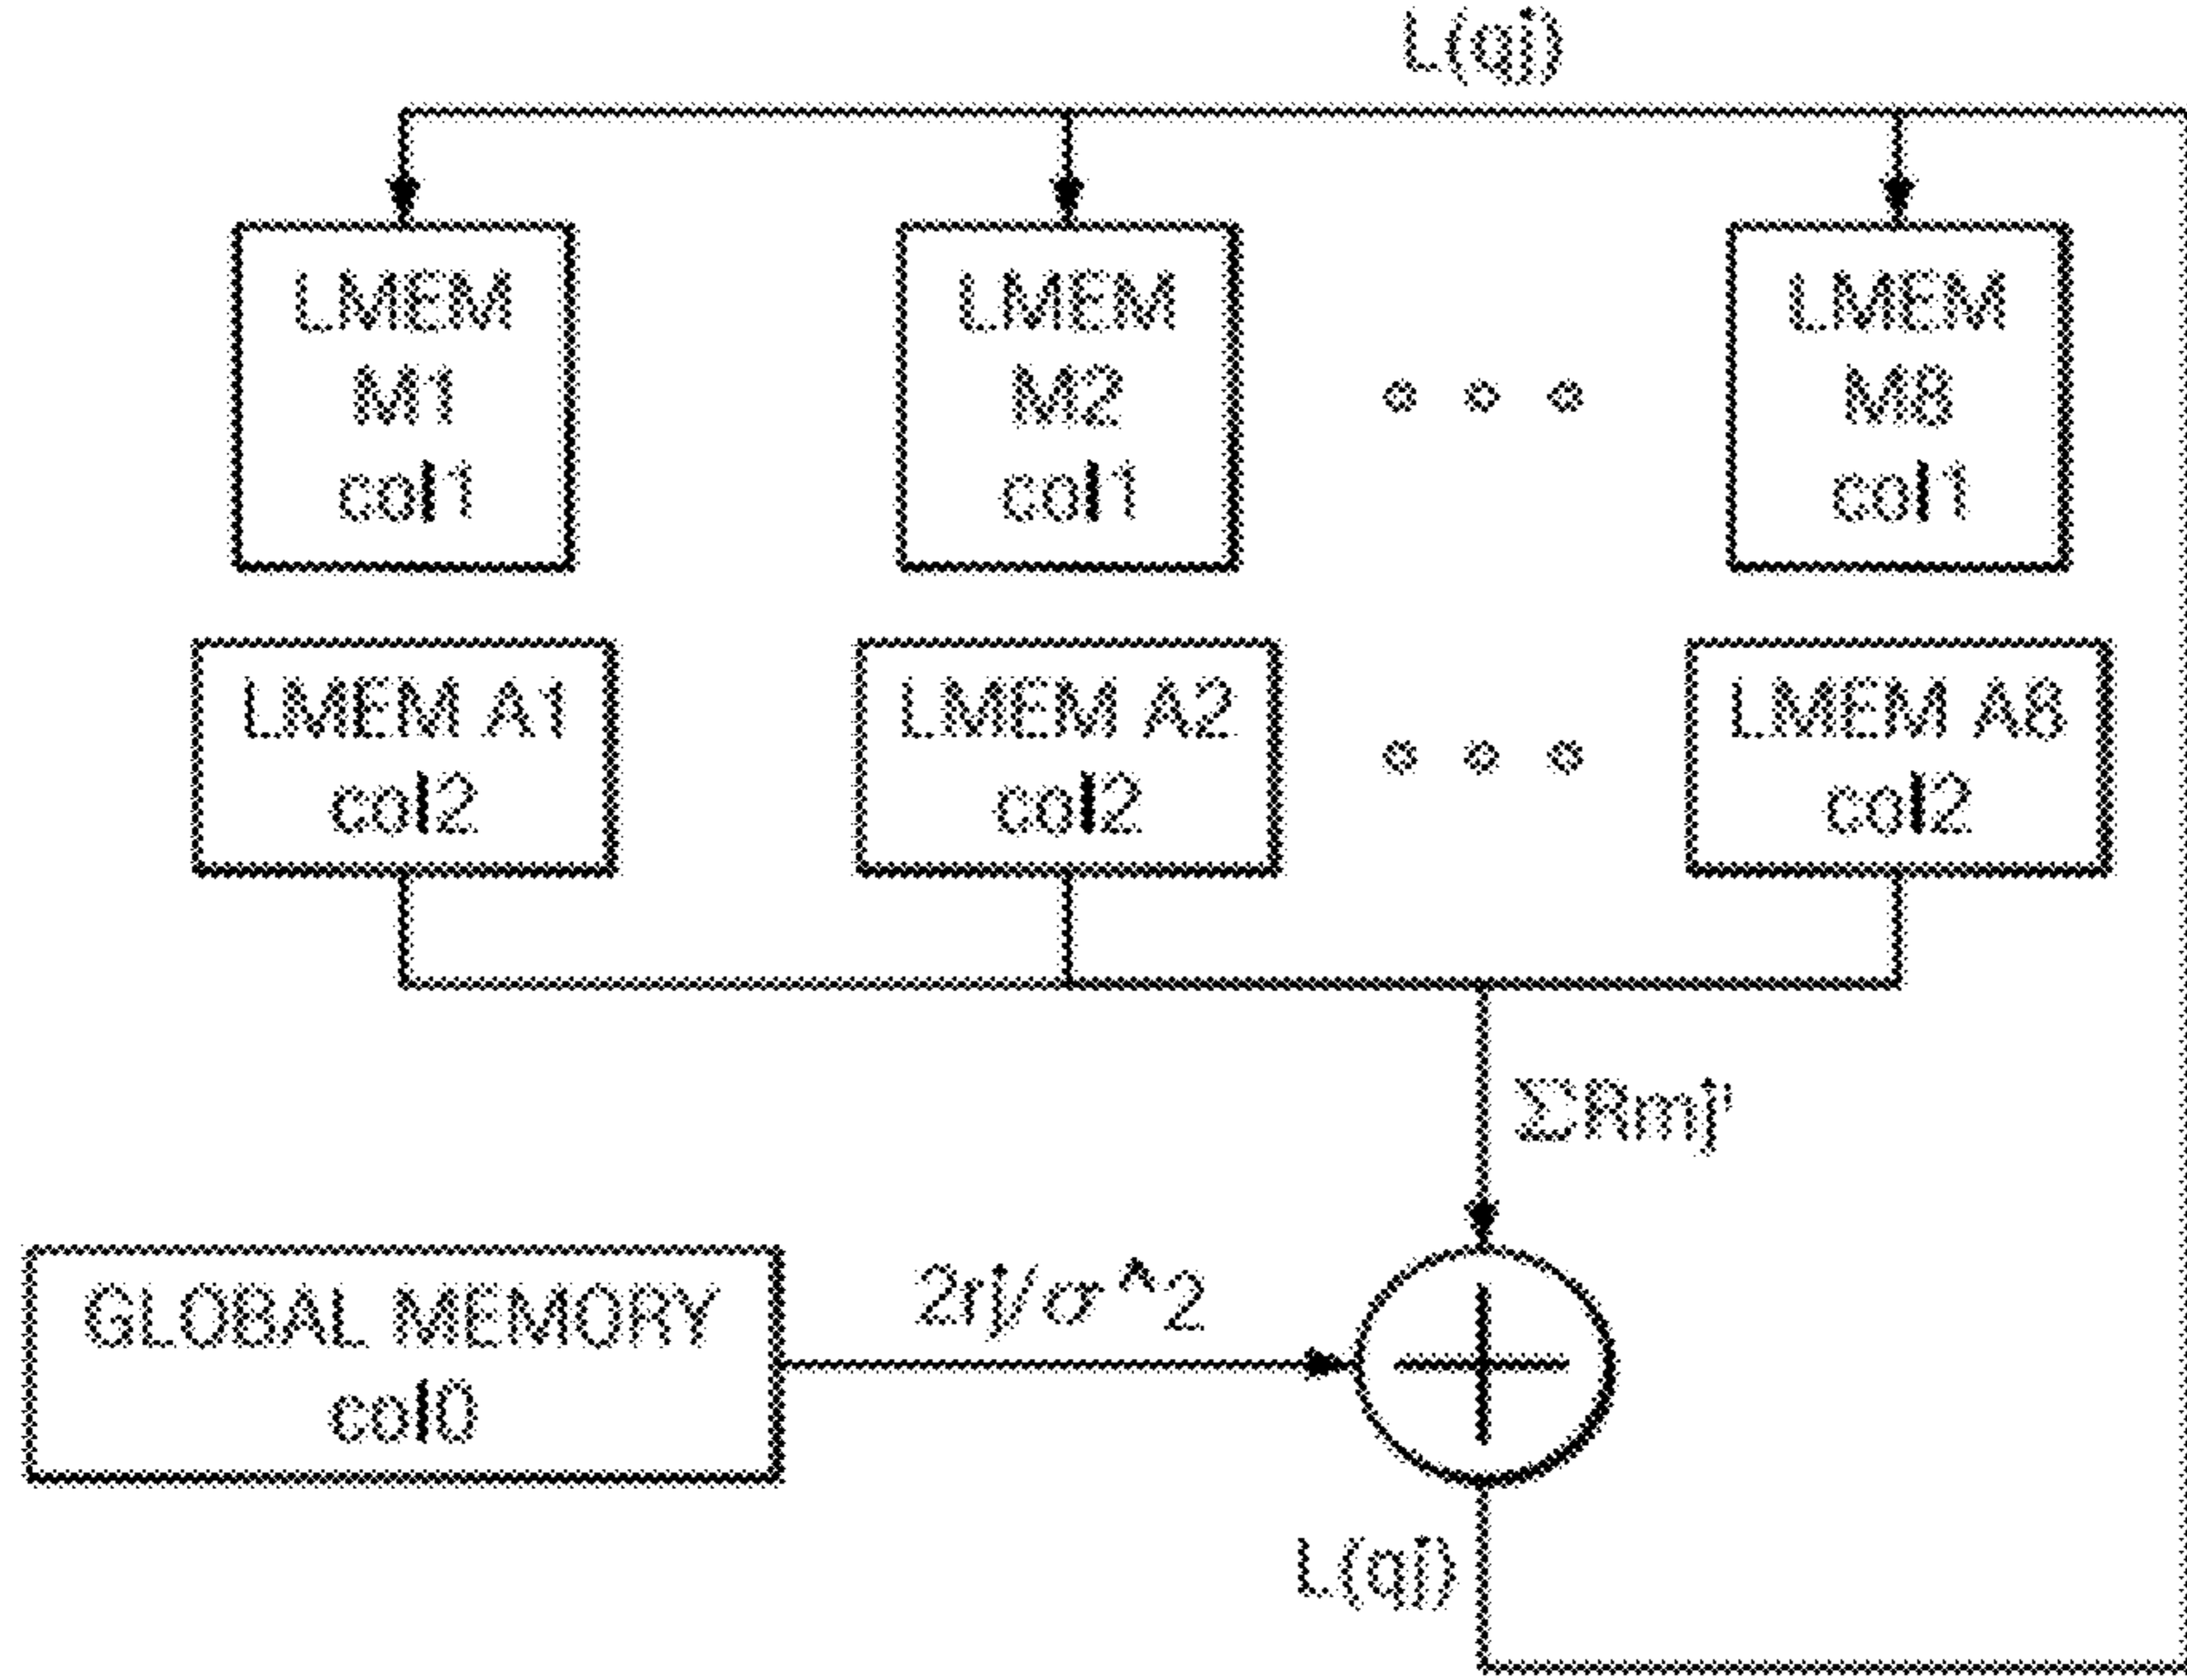 L(qj)
LMEM
M1
col1
LMEM
M2
col1
LMEM
M8
col1
LMEM A1
col2
LMEM A2
col2
LMEM A8
col2
ΣRmj'
GLOBAL MEMORY
col0
2rj/σ^2
L(qj)